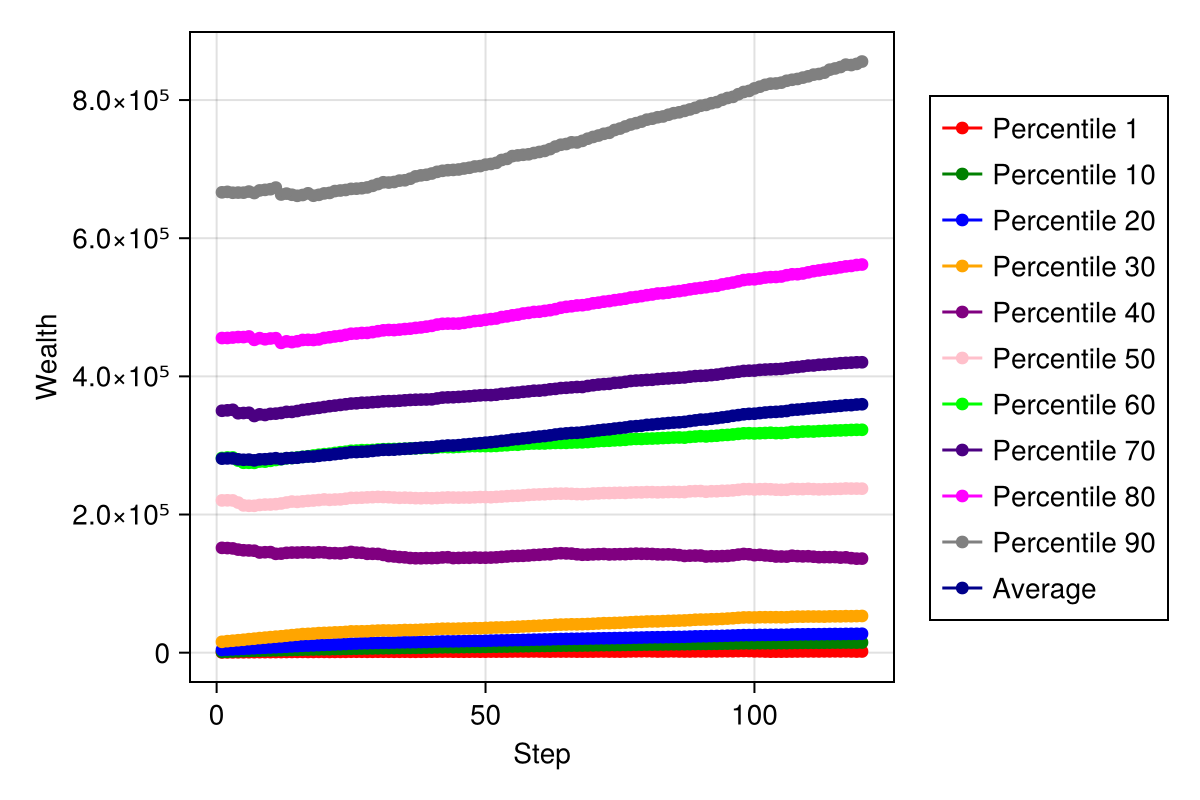 8.0×10⁵
6.0×10⁵
4.0×10⁵
2.0×10⁵
0
Wealth
0 50 100
Step
Percentile 1
Percentile 10
Percentile 20
Percentile 30
Percentile 40
Percentile 50
Percentile 60
Percentile 70
Percentile 80
Percentile 90
Average